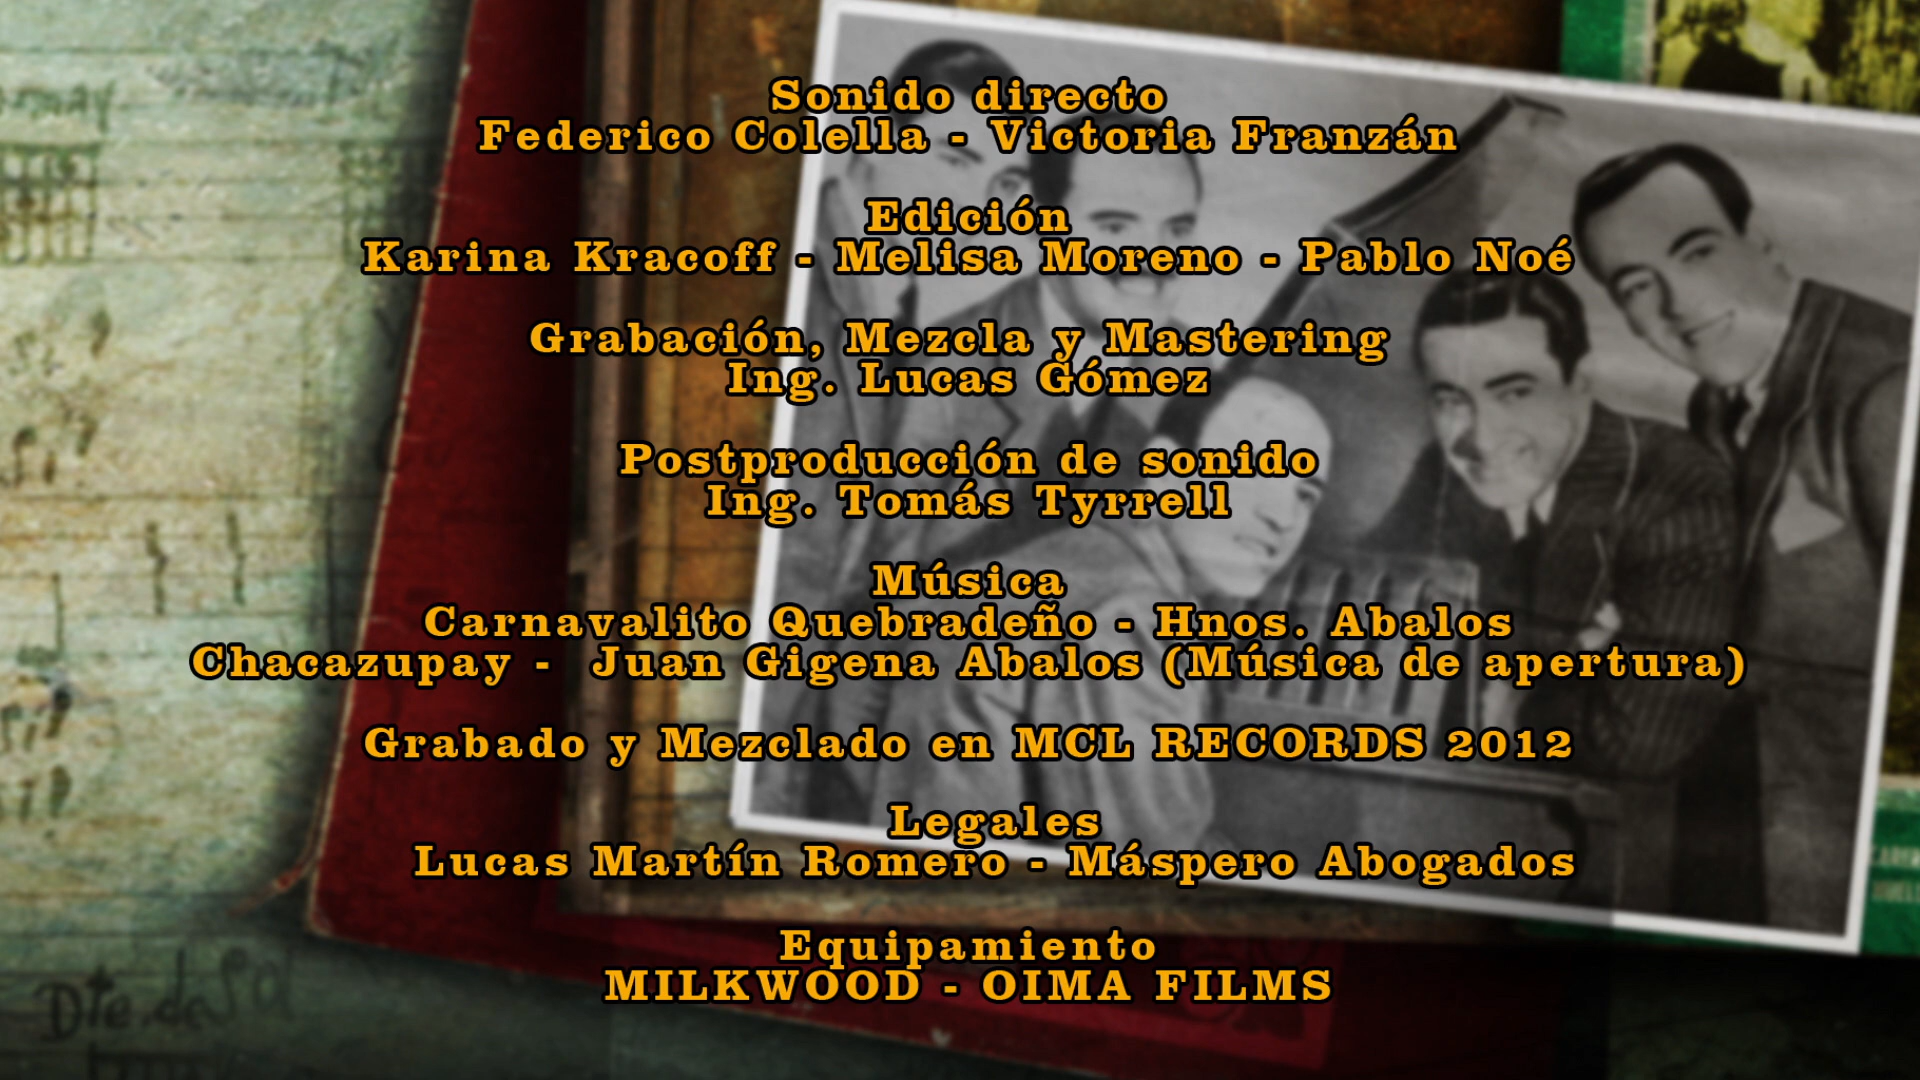 Sonido directo
Federico Colella - Victoria Franzán
Edición
Karina Kracoff - Melisa Moreno - Pablo Noé
Grabación, Mezcla y Mastering
Ing. Lucas Gómez
Postproducción de sonido
Ing. Tomás Tyrrell
Música
Carnavalito Quebradeño - Hnos. Abalos
Chacazupay - Juan Gigena Abalos (Música de apertura)
Grabado y Mezclado en MCL RECORDS 2012
Legales
Lucas Martín Romero - Máspero Abogados
Equipamiento
MILKWOOD - OIMA FILMS